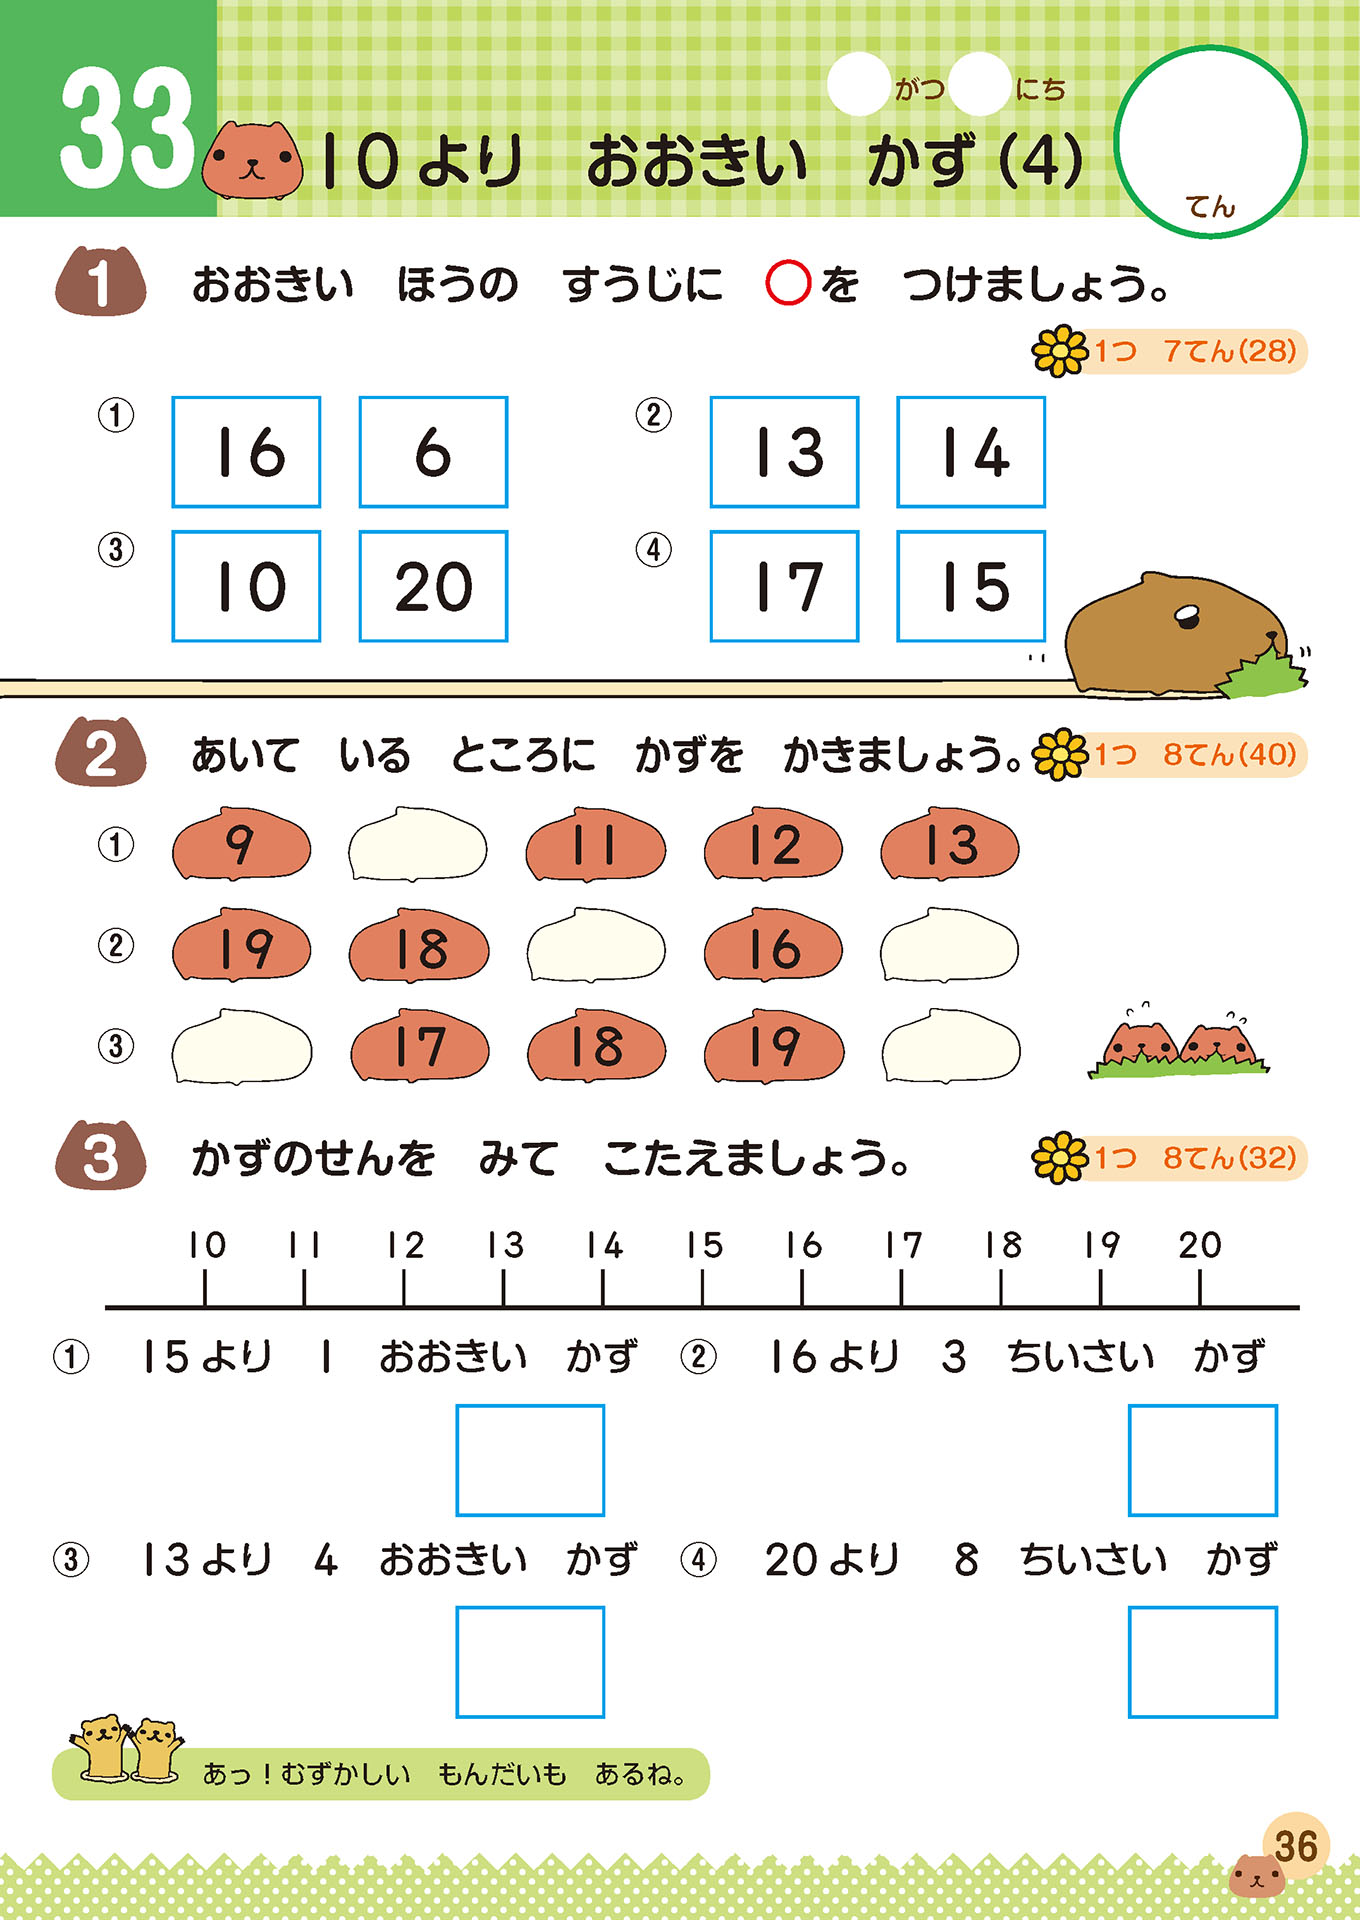 33
10より おおきい かず(4)
がつ にち
てん
1 おおきい ほうの すうじに ○を つけましょう。
1つ 7てん(28)
① 16 6 ② 13 14
③ 10 20 ④ 17 15
2 あいて いる ところに かずを かきましょう。
1つ 8てん(40)
① 9 11 12 13
② 19 18 16
③ 17 18 19
3 かずのせんを みて こたえましょう。
1つ 8てん(32)
10 11 12 13 14 15 16 17 18 19 20
① 15より 1 おおきい かず ② 16より 3 ちいさい かず
③ 13より 4 おおきい かず ④ 20より 8 ちいさい かず
あっ!むずかしい もんだいも あるね。
36